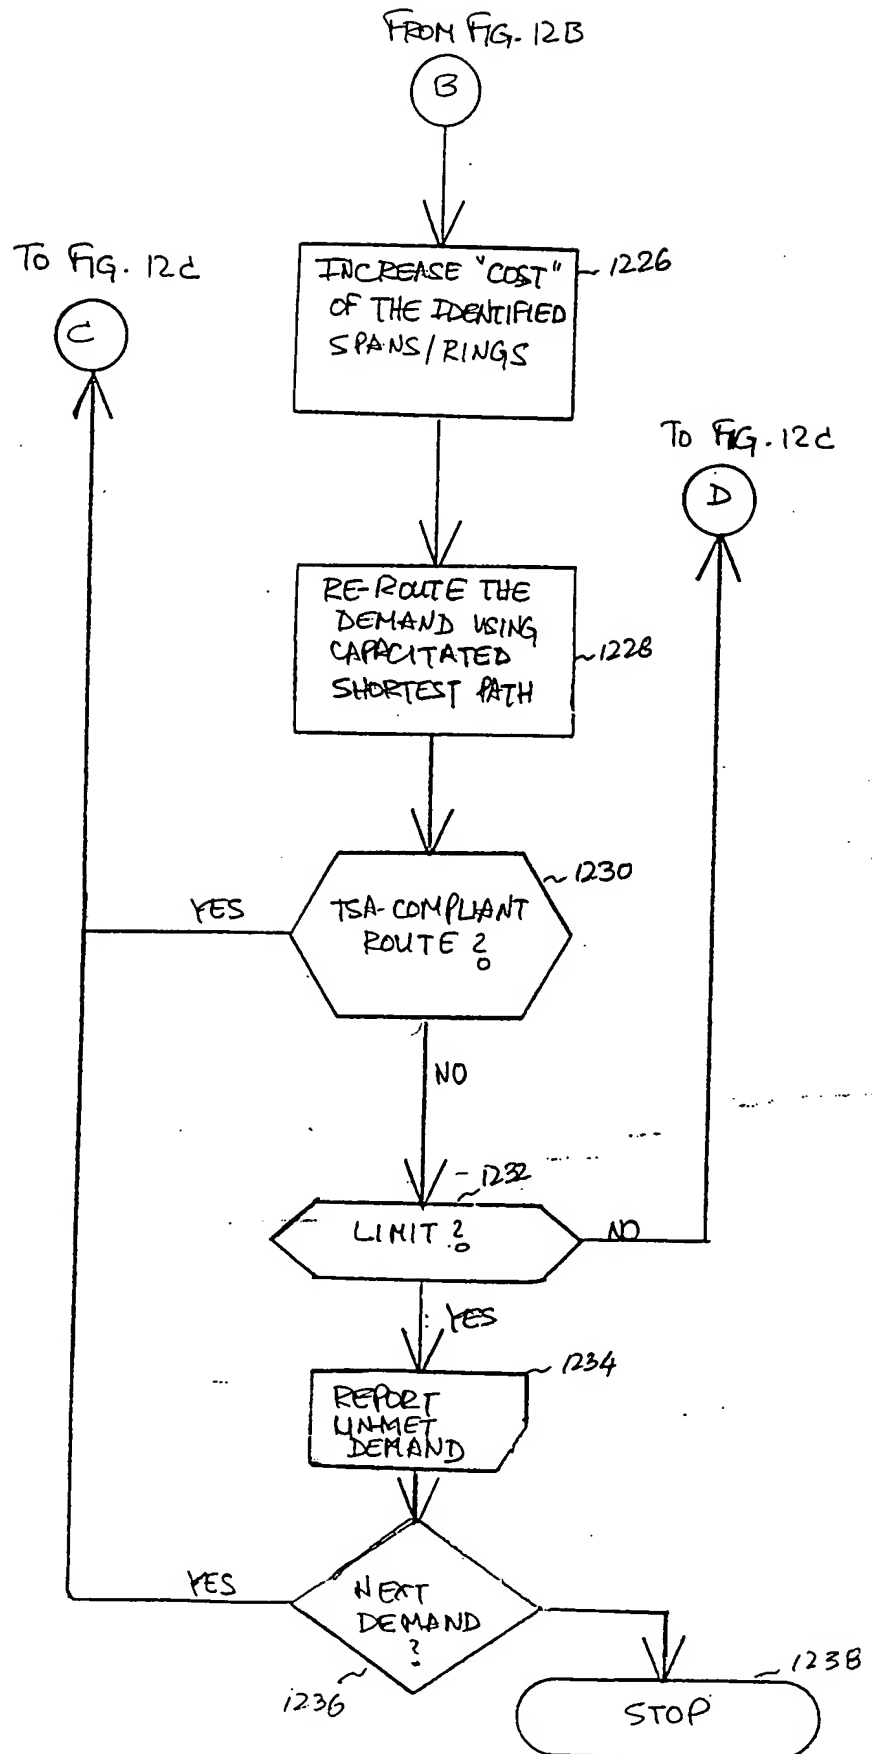 FROM FIG. 12B
B
TO FIG. 12C
C
INCREASE "COST"
OF THE IDENTIFIED
SPANS/RINGS
1226
TO FIG. 12C
D
RE-ROUTE THE
DEMAND USING
CAPACITATED
SHORTEST PATH
1228
TSA-COMPLIANT
ROUTE?
1230
YES
NO
LIMIT?
1232
NO
YES
REPORT
UNMET
DEMAND
1234
NEXT
DEMAND
?
1236
YES
STOP
1238